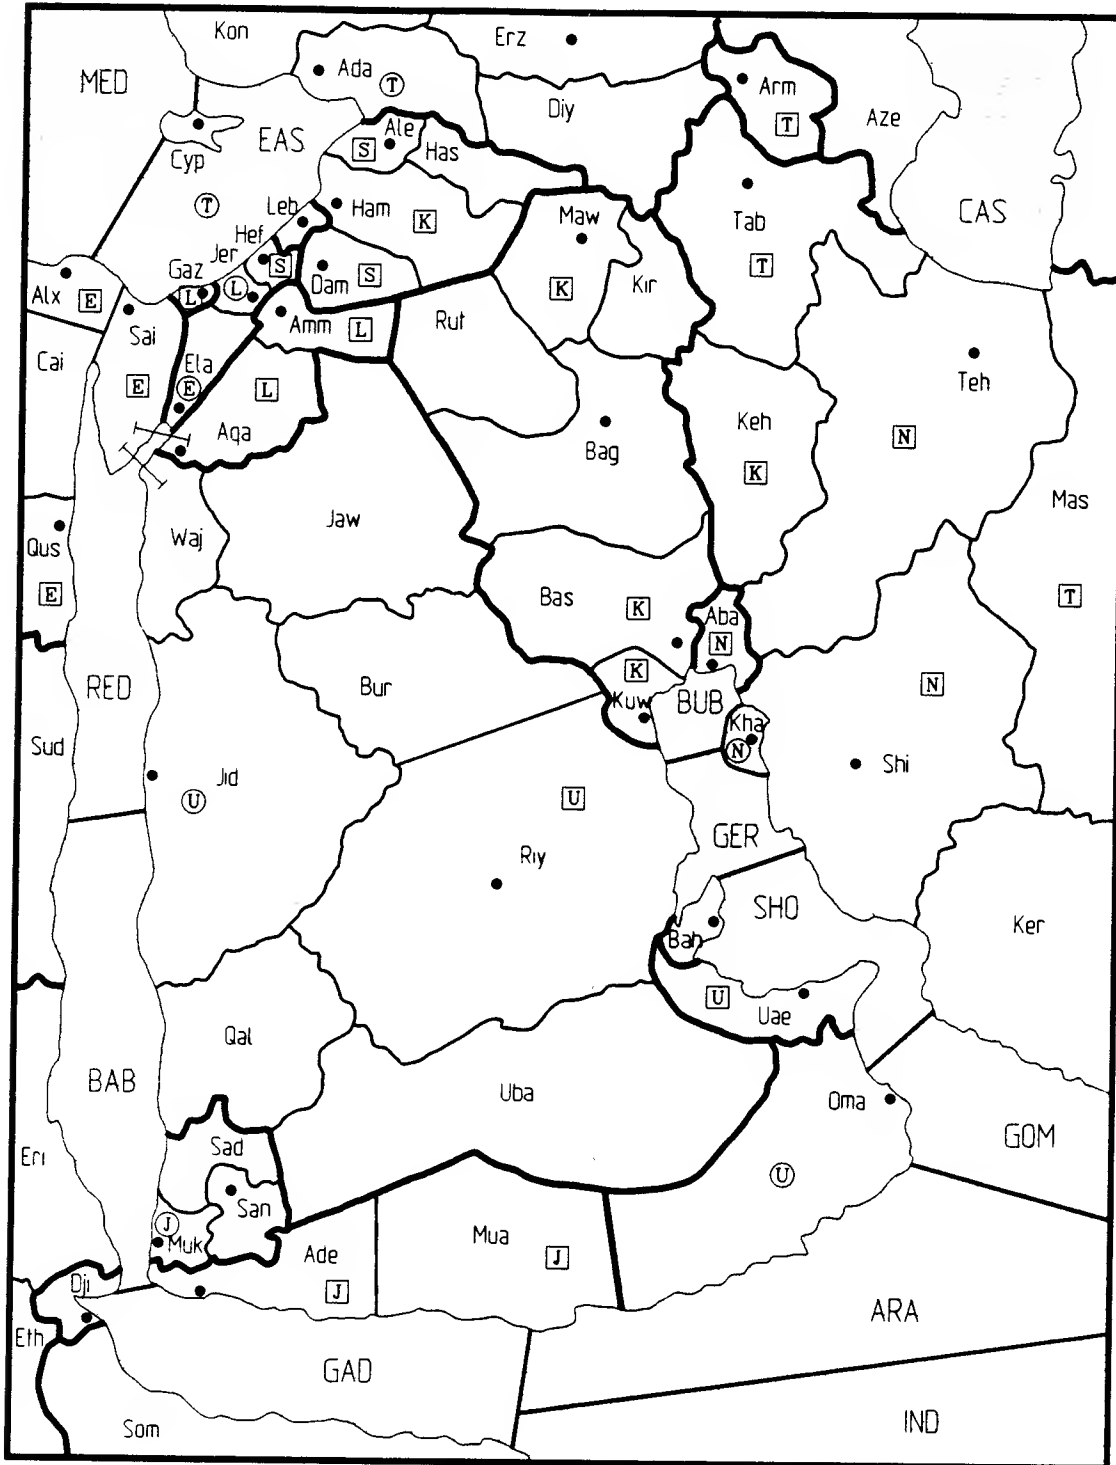 Kon
Erz
Ada
T
MED
Arm
T
Diy
Aze
Cyp
EAS
Ale
S
Has
T
Leb
Ham
K
Maw
Tab
CAS
Hef
S
Jer
L
Gaz
L
Dam
S
K
Kir
T
Alx
E
Sai
Amm
L
Rut
Cai
Ela
E
E
L
Aqa
Teh
Keh
N
Bag
K
Mas
Qus
E
Waj
Jaw
T
Bas
K
Aba
N
K
Kuw
BUB
N
RED
Bur
Kha
N
Sud
Jid
U
U
Shi
GER
Riy
SHO
Ker
Bah
U
Uae
Qal
BAB
Uba
Oma
GOM
Eri
Sad
U
San
J
Muk
Ade
J
Mua
J
Dji
Eth
ARA
GAD
Som
IND